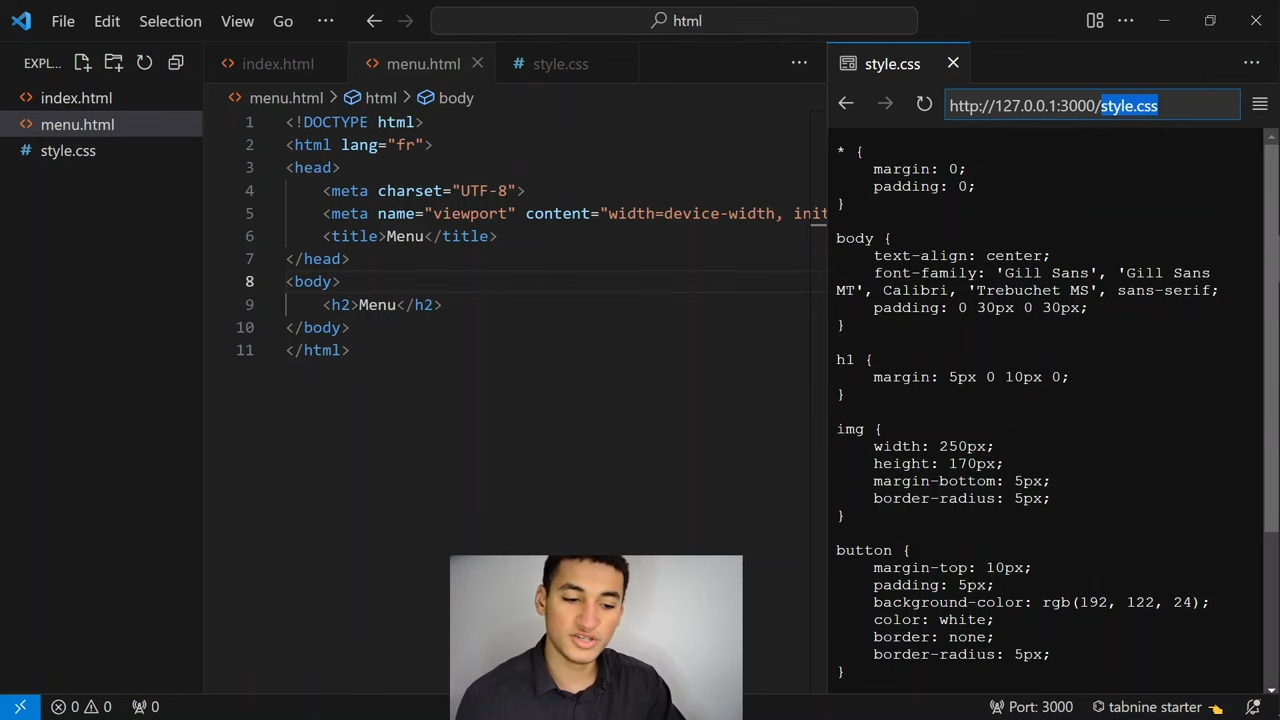 File Edit Selection View Go ··· html
EXPL...
index.html
menu.html
style.css
index.html menu.html style.css
menu.html > html > body
1 <!DOCTYPE html>
2 <html lang="fr">
3 <head>
4 <meta charset="UTF-8">
5 <meta name="viewport" content="width=device-width, init
6 <title>Menu</title>
7 </head>
8 <body>
9 <h2>Menu</h2>
10 </body>
11 </html>
style.css
http://127.0.0.1:3000/style.css
* {
margin: 0;
padding: 0;
}
body {
text-align: center;
font-family: 'Gill Sans', 'Gill Sans
MT', Calibri, 'Trebuchet MS', sans-serif;
padding: 0 30px 0 30px;
}
h1 {
margin: 5px 0 10px 0;
}
img {
width: 250px;
height: 170px;
margin-bottom: 5px;
border-radius: 5px;
}
button {
margin-top: 10px;
padding: 5px;
background-color: rgb(192, 122, 24);
color: white;
border: none;
border-radius: 5px;
}
0 0 0 Port: 3000 tabnine starter